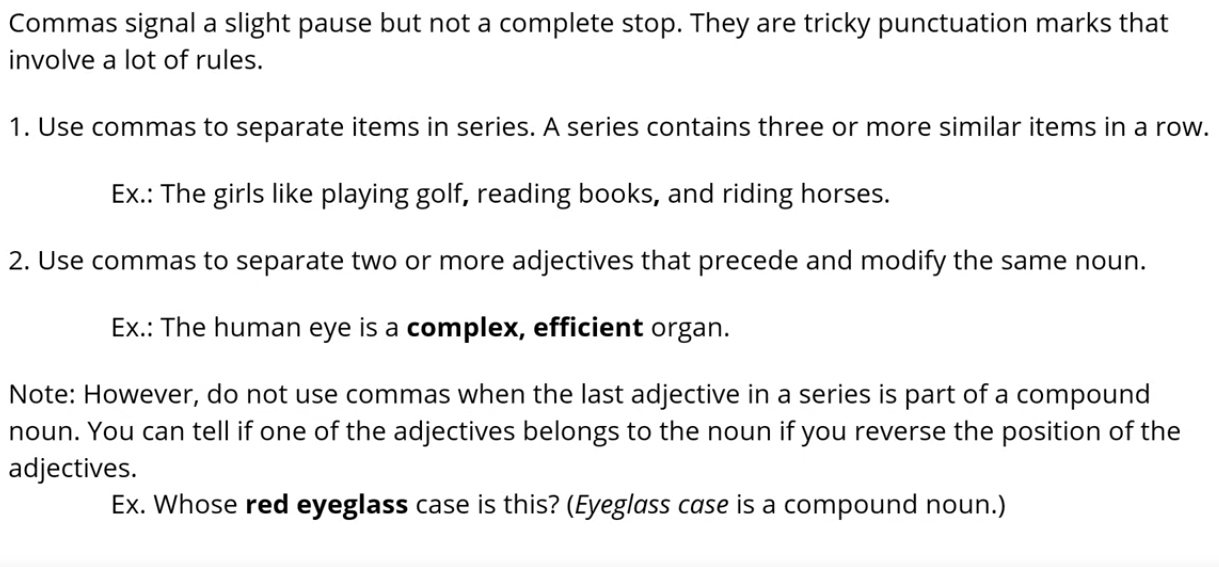 Commas signal a slight pause but not a complete stop. They are tricky punctuation marks that
involve a lot of rules.
1. Use commas to separate items in series. A series contains three or more similar items in a row.
Ex.: The girls like playing golf, reading books, and riding horses.
2. Use commas to separate two or more adjectives that precede and modify the same noun.
Ex.: The human eye is a complex, efficient organ.
Note: However, do not use commas when the last adjective in a series is part of a compound
noun. You can tell if one of the adjectives belongs to the noun if you reverse the position of the
adjectives.
Ex. Whose red eyeglass case is this? (Eyeglass case is a compound noun.)